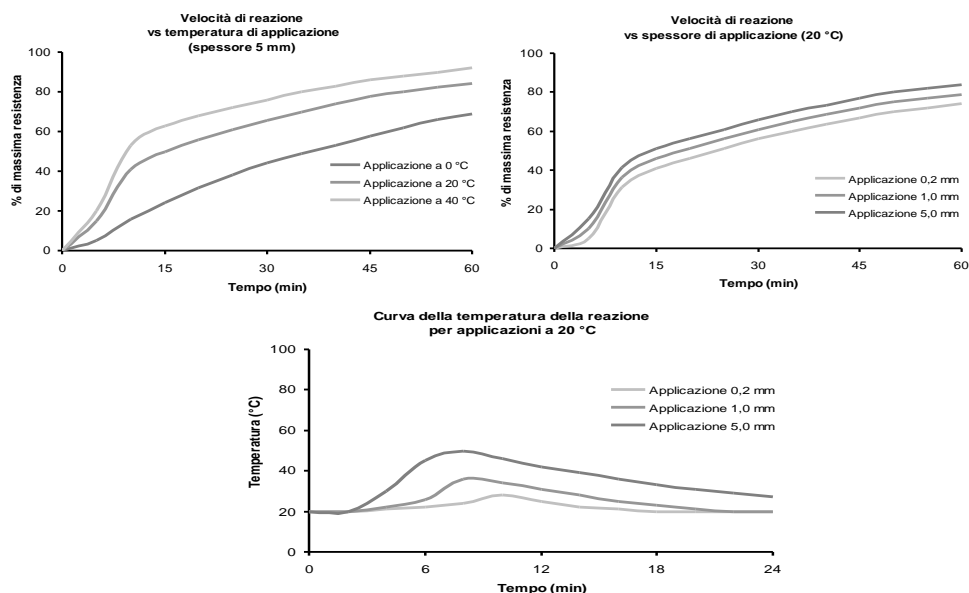 Velocità di reazione
vs temperatura di applicazione
(spessore 5 mm)
% di massima resistenza
100
80
60
40
20
0
Applicazione a 0 °C
Applicazione a 20 °C
Applicazione a 40 °C
0 15 30 45 60
Tempo (min)
Velocità di reazione
vs spessore di applicazione (20 °C)
% di massima resistenza
100
80
60
40
20
0
Applicazione 0,2 mm
Applicazione 1,0 mm
Applicazione 5,0 mm
0 15 30 45 60
Tempo (min)
Curva della temperatura della reazione
per applicazioni a 20 °C
Temperatura (°C)
100
80
60
40
20
0
Applicazione 0,2 mm
Applicazione 1,0 mm
Applicazione 5,0 mm
0 6 12 18 24
Tempo (min)